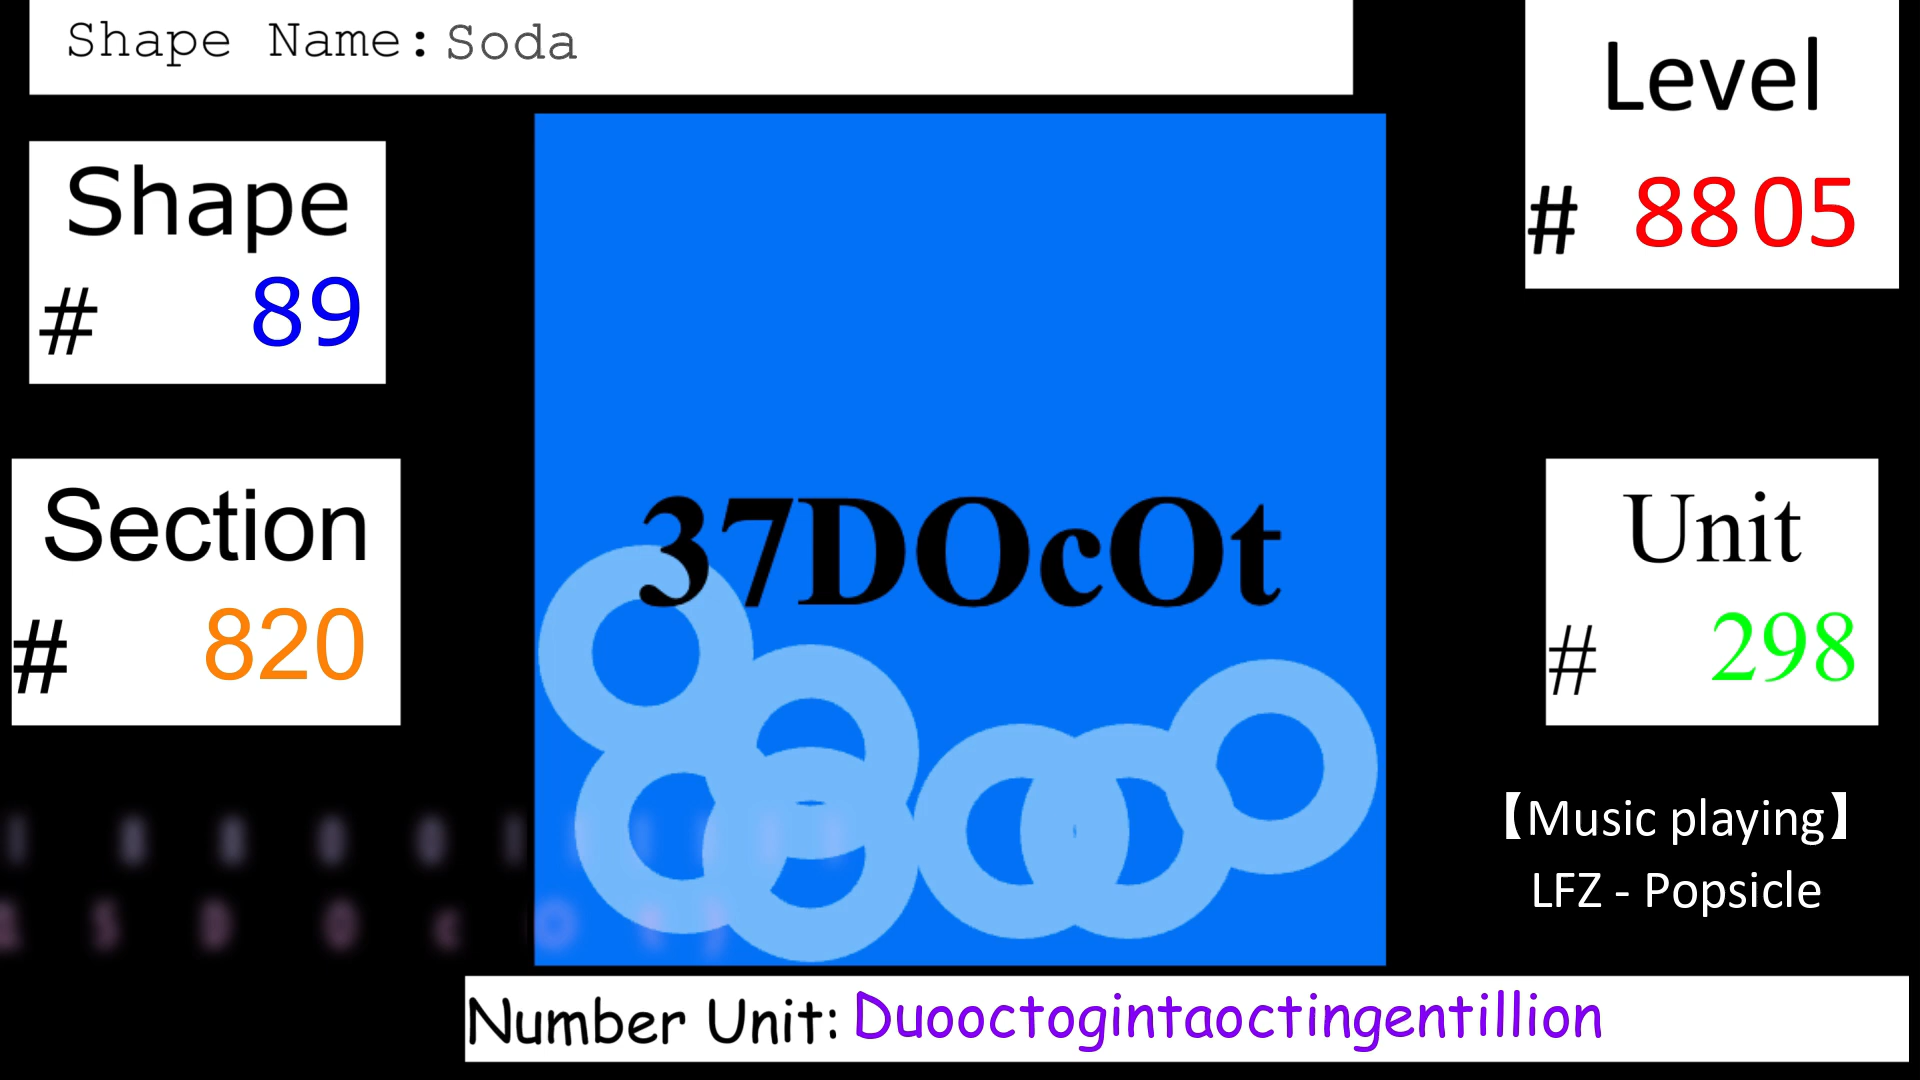 Shape Name: Soda
Level
# 8805
Shape
# 89
37DOcOt
Section
# 820
Unit
# 298
【Music playing】
LFZ - Popsicle
Number Unit: Duooctogintaoctingentillion